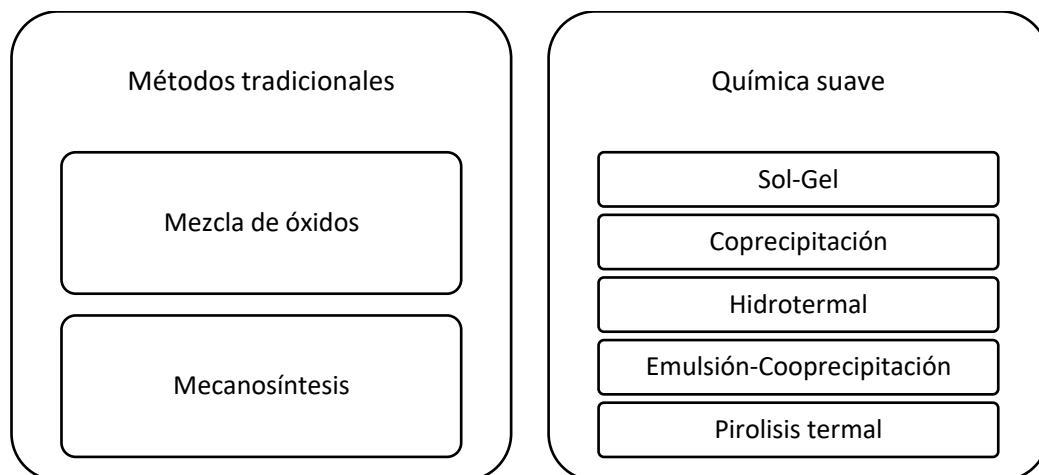 Métodos tradicionales
Mezcla de óxidos
Mecanosíntesis
Química suave
Sol-Gel
Coprecipitación
Hidrotermal
Emulsión-Cooprecipitación
Pirolisis termal